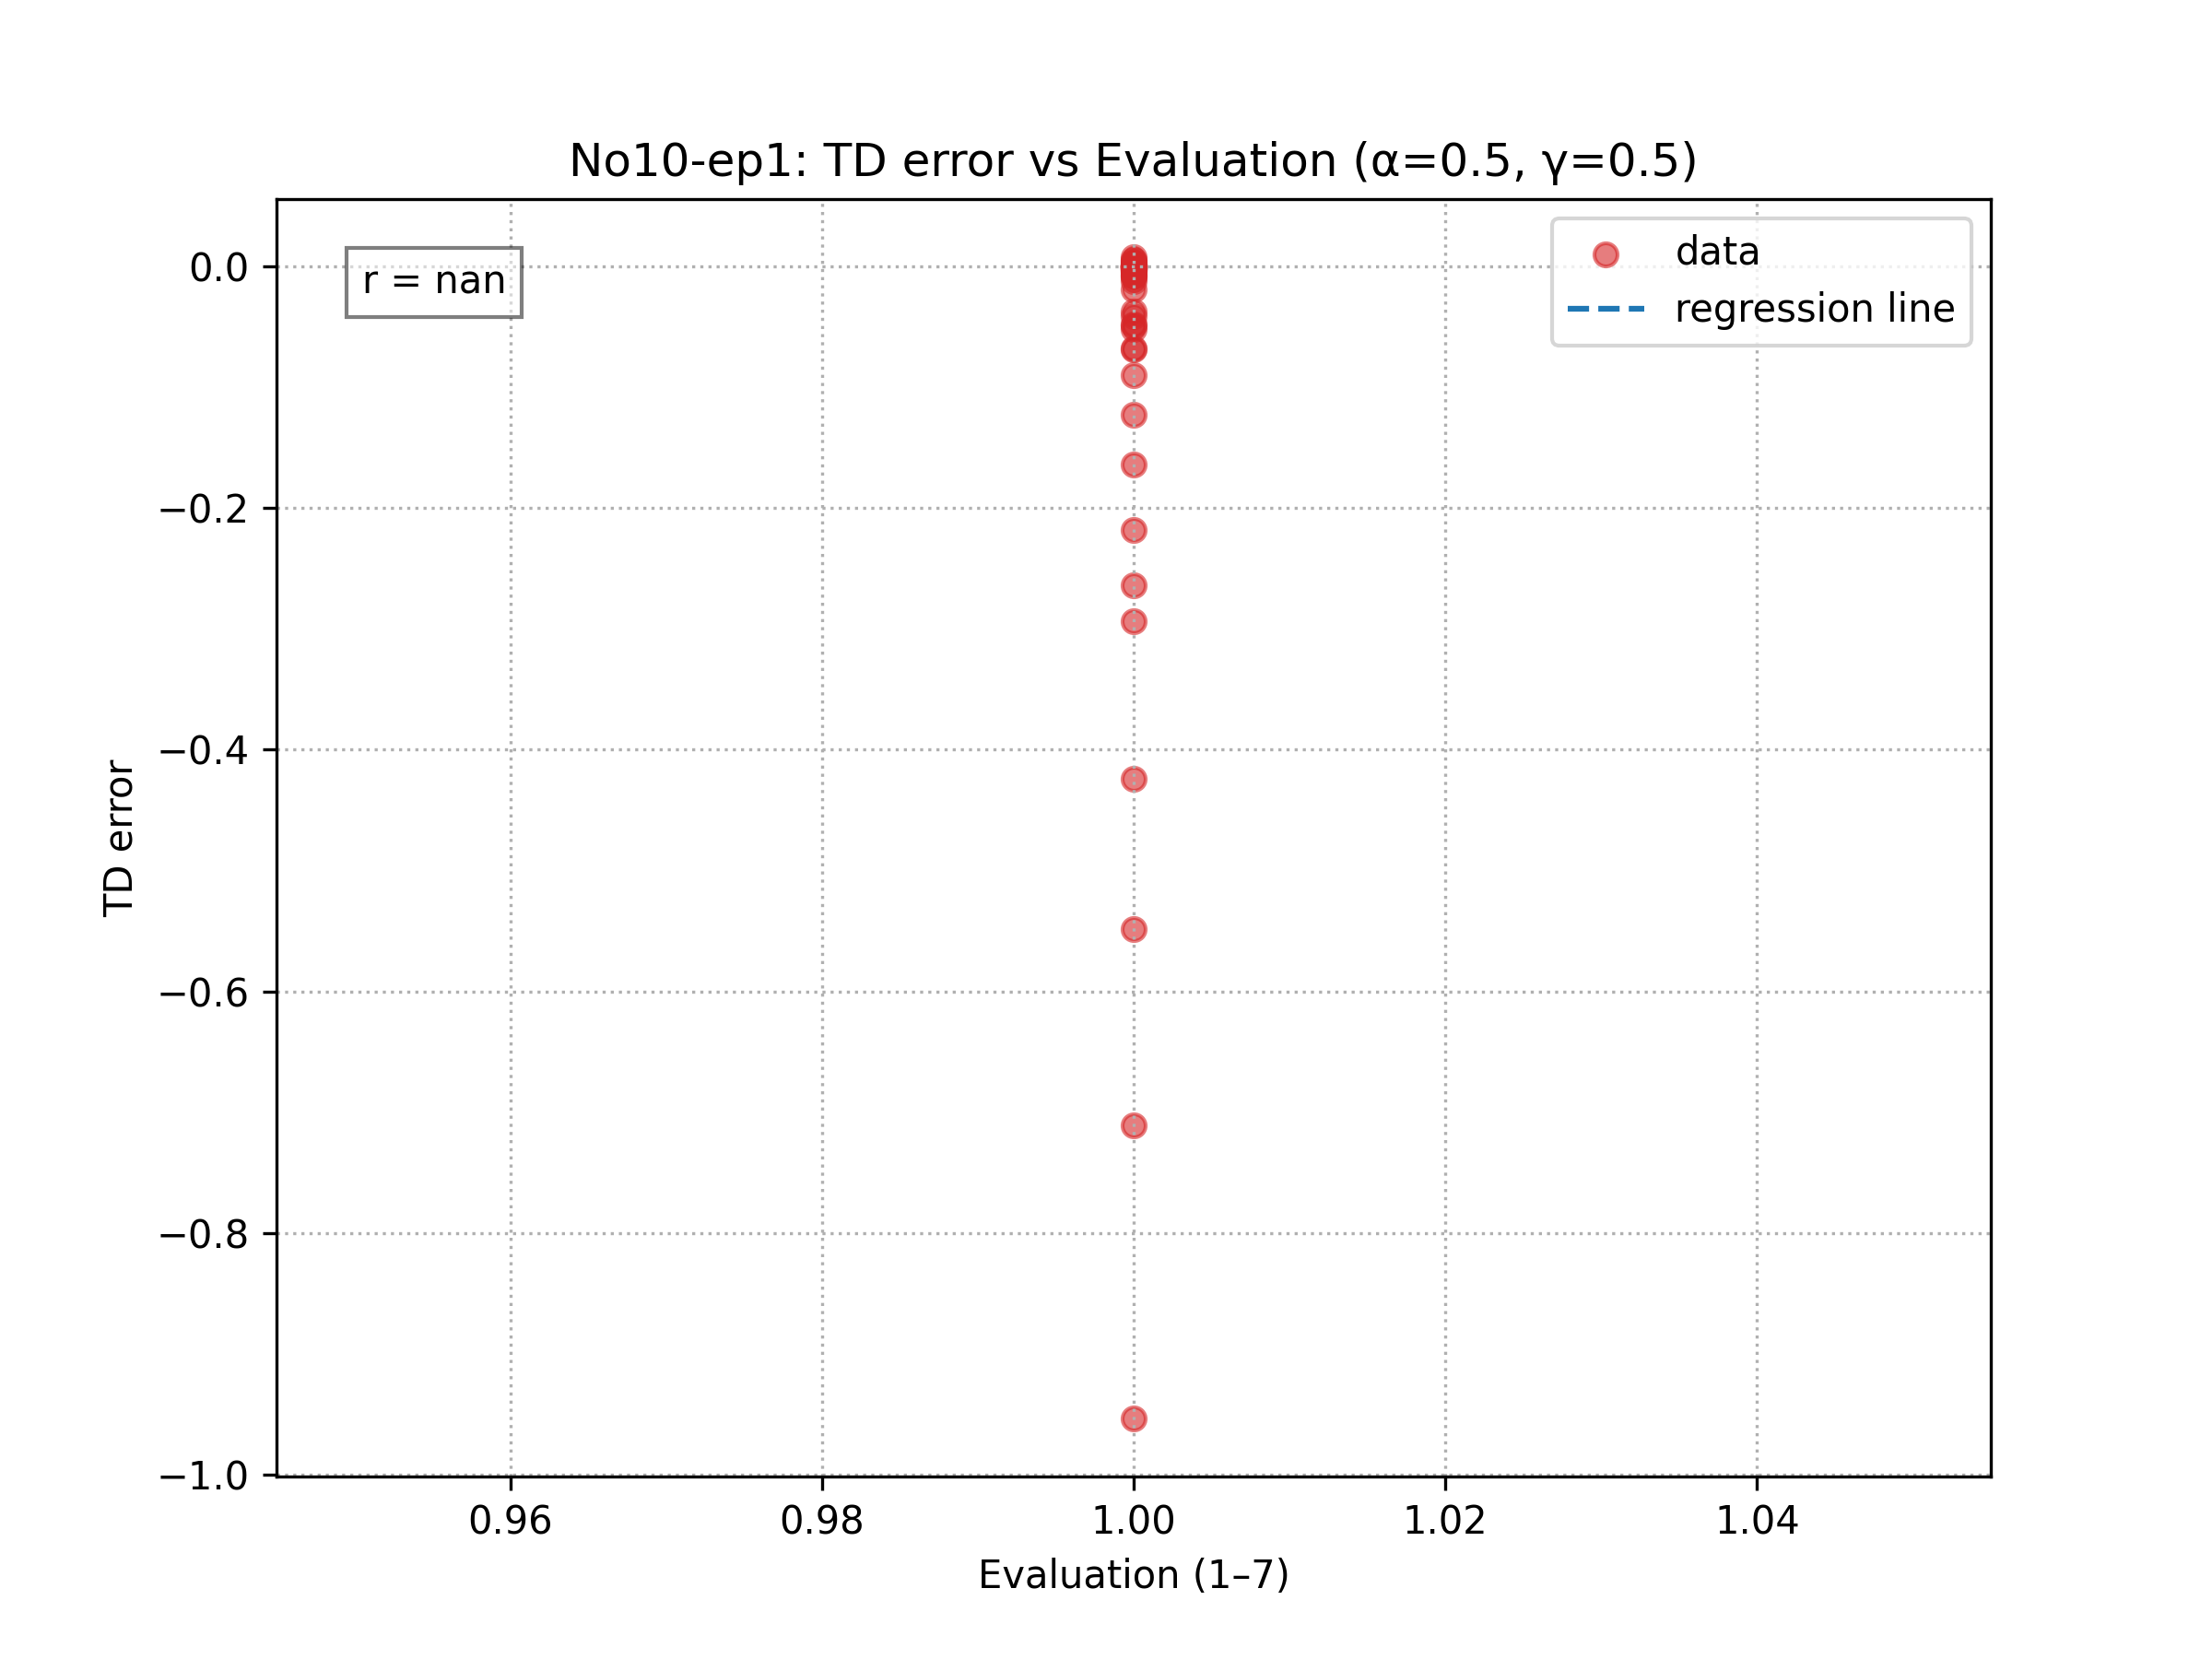 No10-ep1: TD error vs Evaluation (α=0.5, γ=0.5)
r = nan
data
regression line
0.0
−0.2
−0.4
−0.6
−0.8
−1.0
TD error
0.96
0.98
1.00
1.02
1.04
Evaluation (1–7)